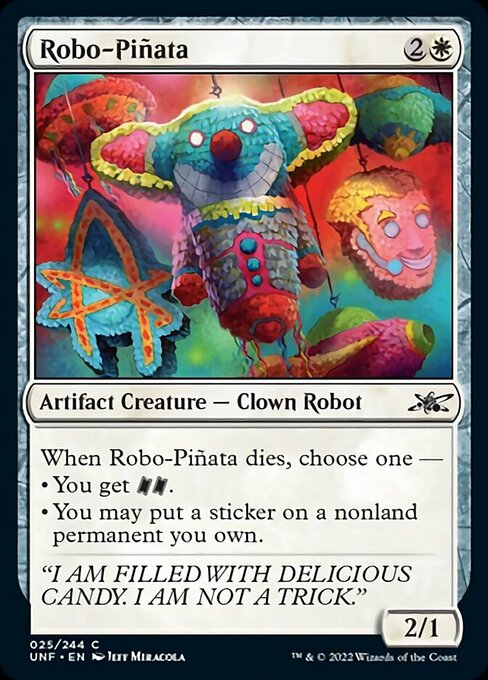 Robo-Piñata 2
Artifact Creature — Clown Robot
When Robo-Piñata dies, choose one —
• You get.
• You may put a sticker on a nonland
permanent you own.
“I AM FILLED WITH DELICIOUS
CANDY. I AM NOT A TRICK.”
2/1
025/244 C
UNF • EN Jeff Miracola
™ & © 2022 Wizards of the Coast